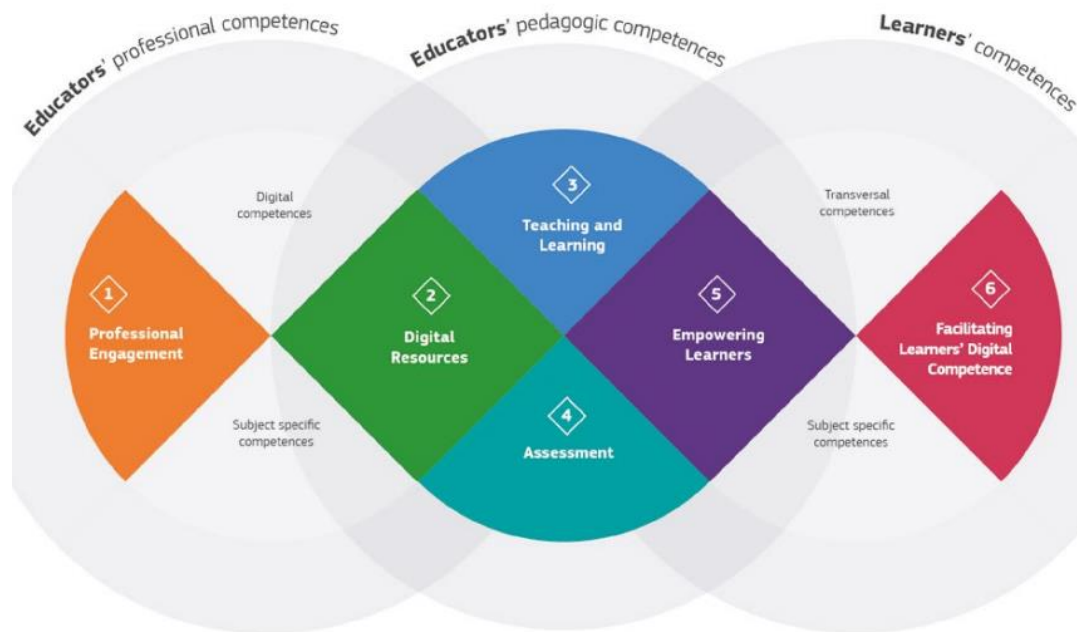 Educators' professional competences
Educators' pedagogic competences
Learners' competences
Digital
competences
Transversal
competences
1
Professional
Engagement
2
Digital
Resources
3
Teaching and
Learning
4
Assessment
5
Empowering
Learners
6
Facilitating
Learners' Digital
Competence
Subject specific
competences
Subject specific
competences